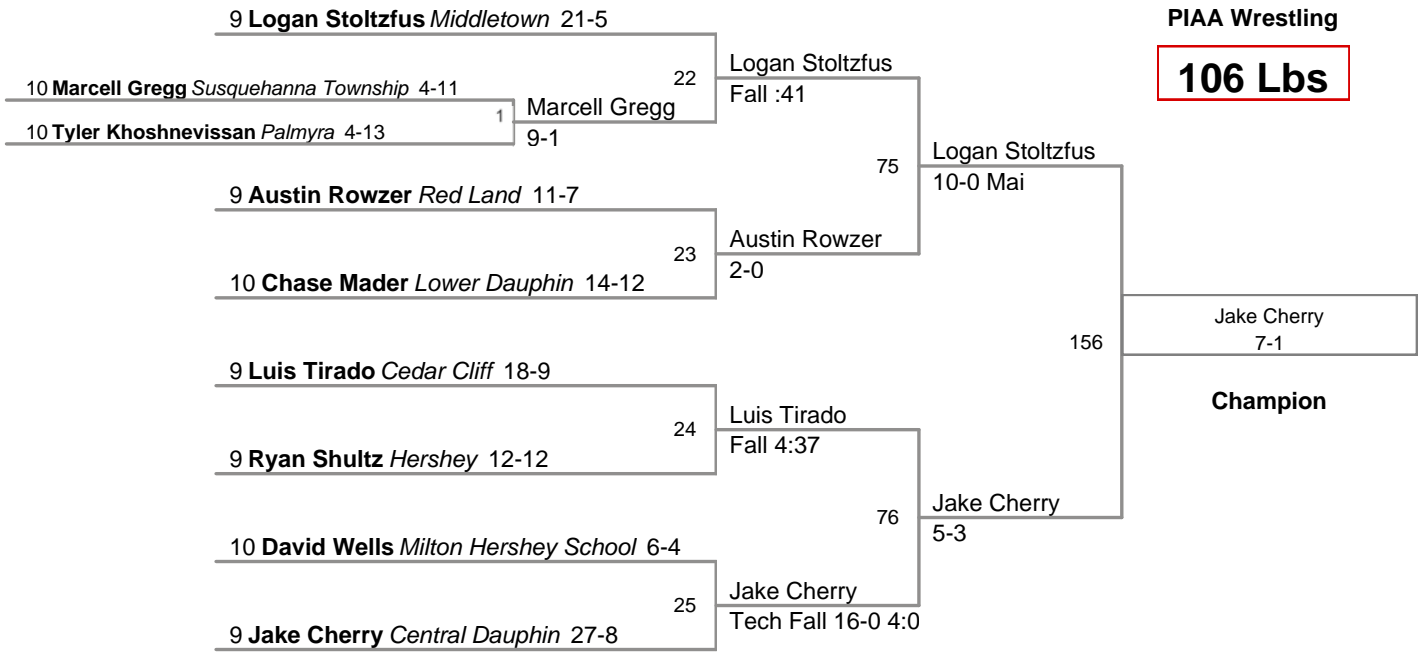 9 Logan Stoltzfus Middletown 21-5
PIAA Wrestling
106 Lbs
22
Logan Stoltzfus
Fall :41
10 Marcell Gregg Susquehanna Township 4-11
1
Marcell Gregg
9-1
10 Tyler Khoshnevissan Palmyra 4-13
75
Logan Stoltzfus
10-0 Mai
9 Austin Rowzer Red Land 11-7
23
Austin Rowzer
2-0
10 Chase Mader Lower Dauphin 14-12
156
Jake Cherry
7-1
Champion
9 Luis Tirado Cedar Cliff 18-9
24
Luis Tirado
Fall 4:37
9 Ryan Shultz Hershey 12-12
76
Jake Cherry
5-3
10 David Wells Milton Hershey School 6-4
25
Jake Cherry
Tech Fall 16-0 4:0
9 Jake Cherry Central Dauphin 27-8